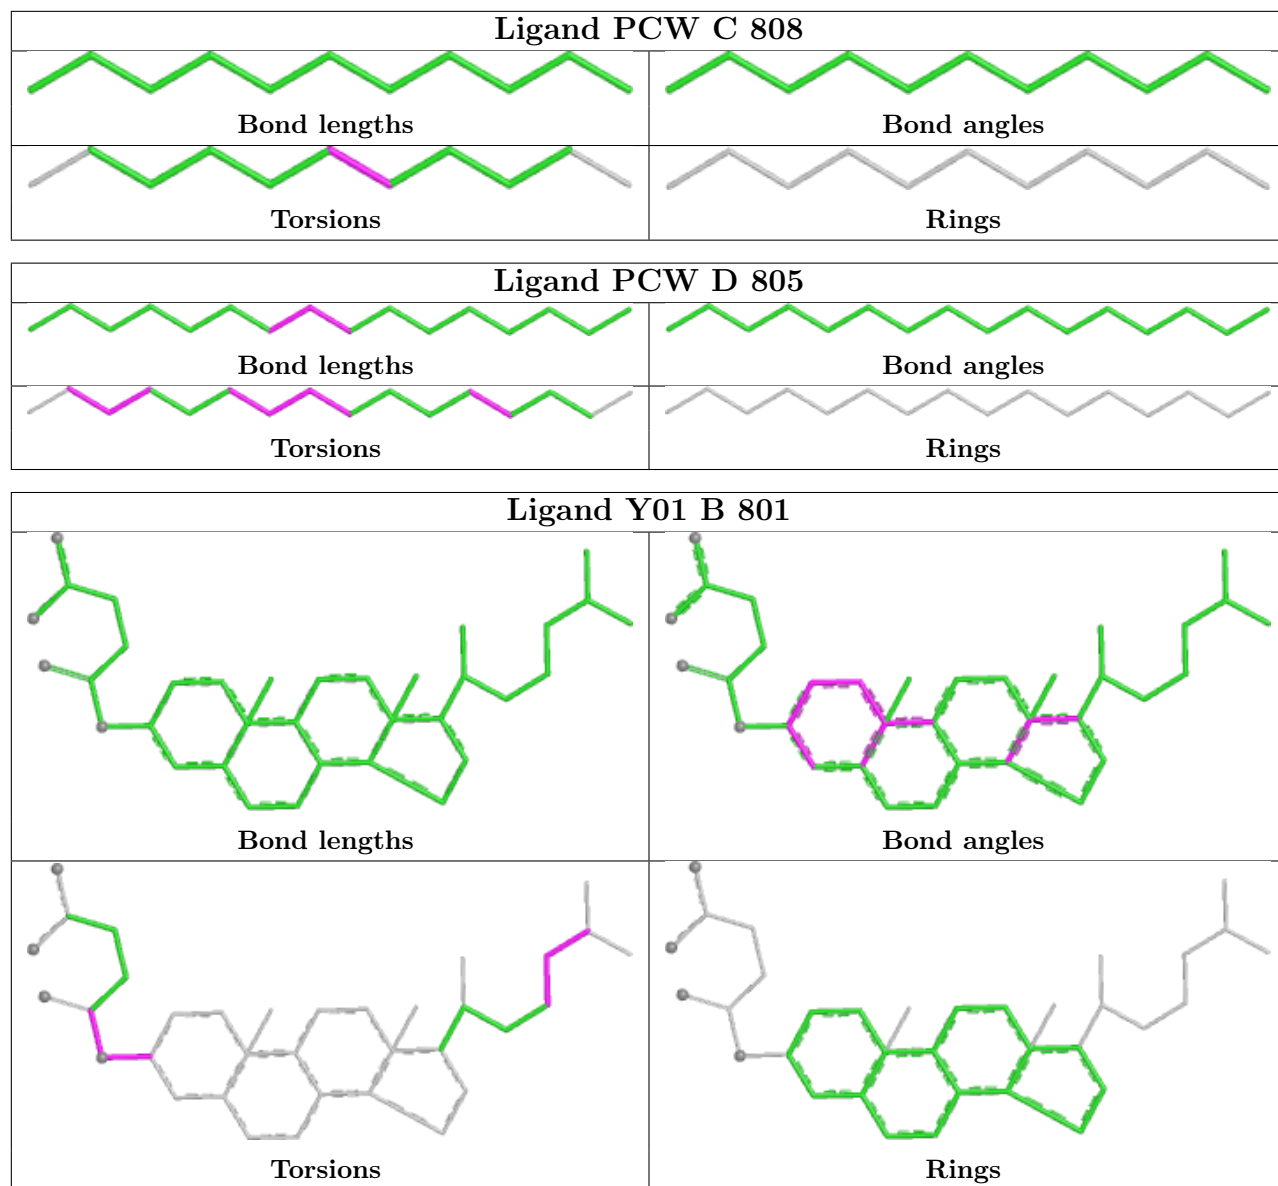 Ligand PCW C 808
Bond lengths
Bond angles
Torsions
Rings
Ligand PCW D 805
Bond lengths
Bond angles
Torsions
Rings
Ligand Y01 B 801
Bond lengths
Bond angles
Torsions
Rings